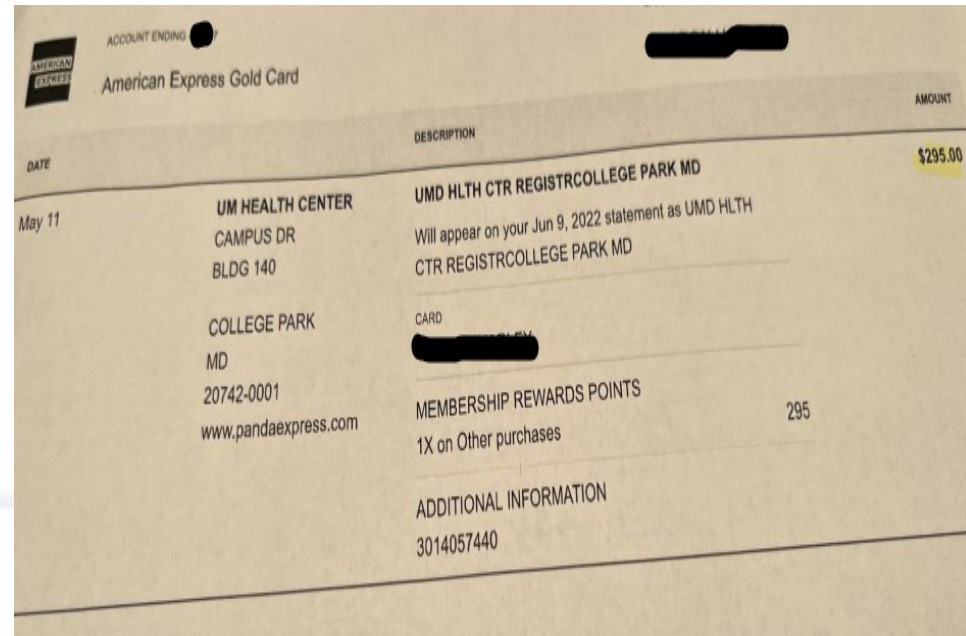 ACCOUNT ENDING
AMERICAN
EXPRESS
American Express Gold Card
DATE
DESCRIPTION
AMOUNT
May 11
UM HEALTH CENTER
CAMPUS DR
BLDG 140
COLLEGE PARK
MD
20742-0001
www.pandaexpress.com
UMD HLTH CTR REGISTRCOLLEGE PARK MD
$295.00
Will appear on your Jun 9, 2022 statement as UMD HLTH
CTR REGISTRCOLLEGE PARK MD
CARD
MEMBERSHIP REWARDS POINTS
1X on Other purchases
295
ADDITIONAL INFORMATION
3014057440